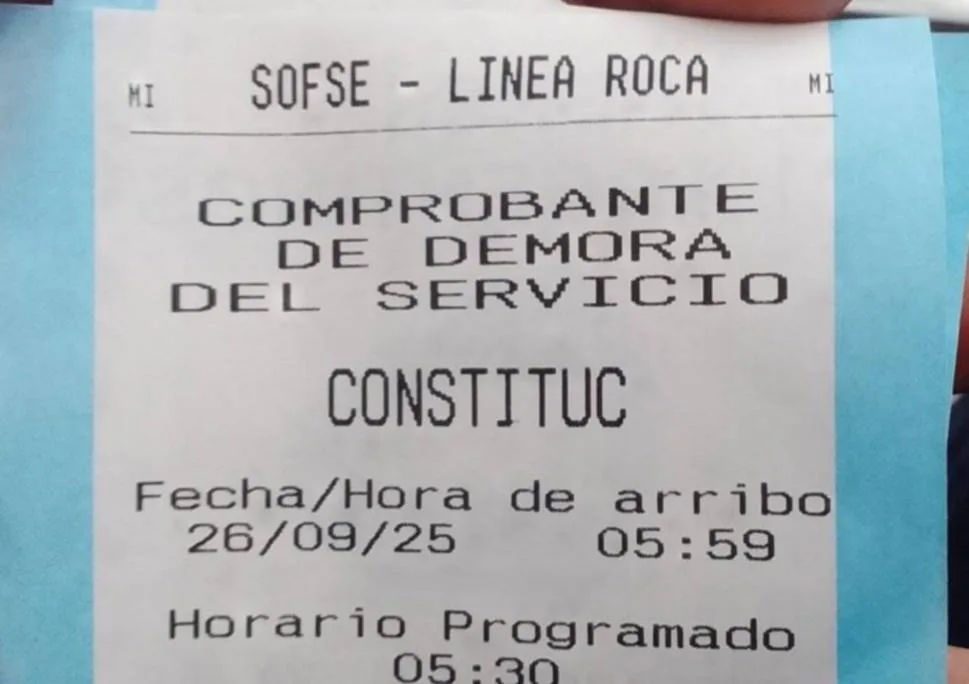 MI SOFSE - LINEA ROCA MI
COMPROBANTE
DE DEMORA
DEL SERVICIO
CONSTITUC
Fecha/Hora de arribo
26/09/25 05:59
Horario Programado
05:30